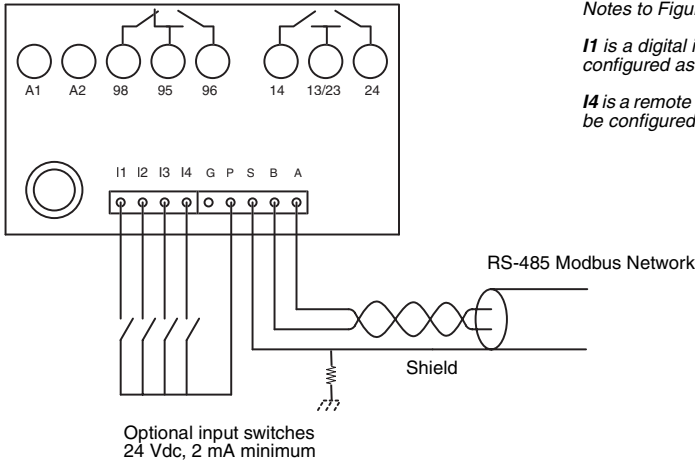 Notes to Figur
I1 is a digital
configured as
I4 is a remote
be configured
A1 A2 98 95 96 14 13/23 24
I1 I2 I3 I4 G P S B A
RS-485 Modbus Network
Shield
Optional input switches
24 Vdc, 2 mA minimum